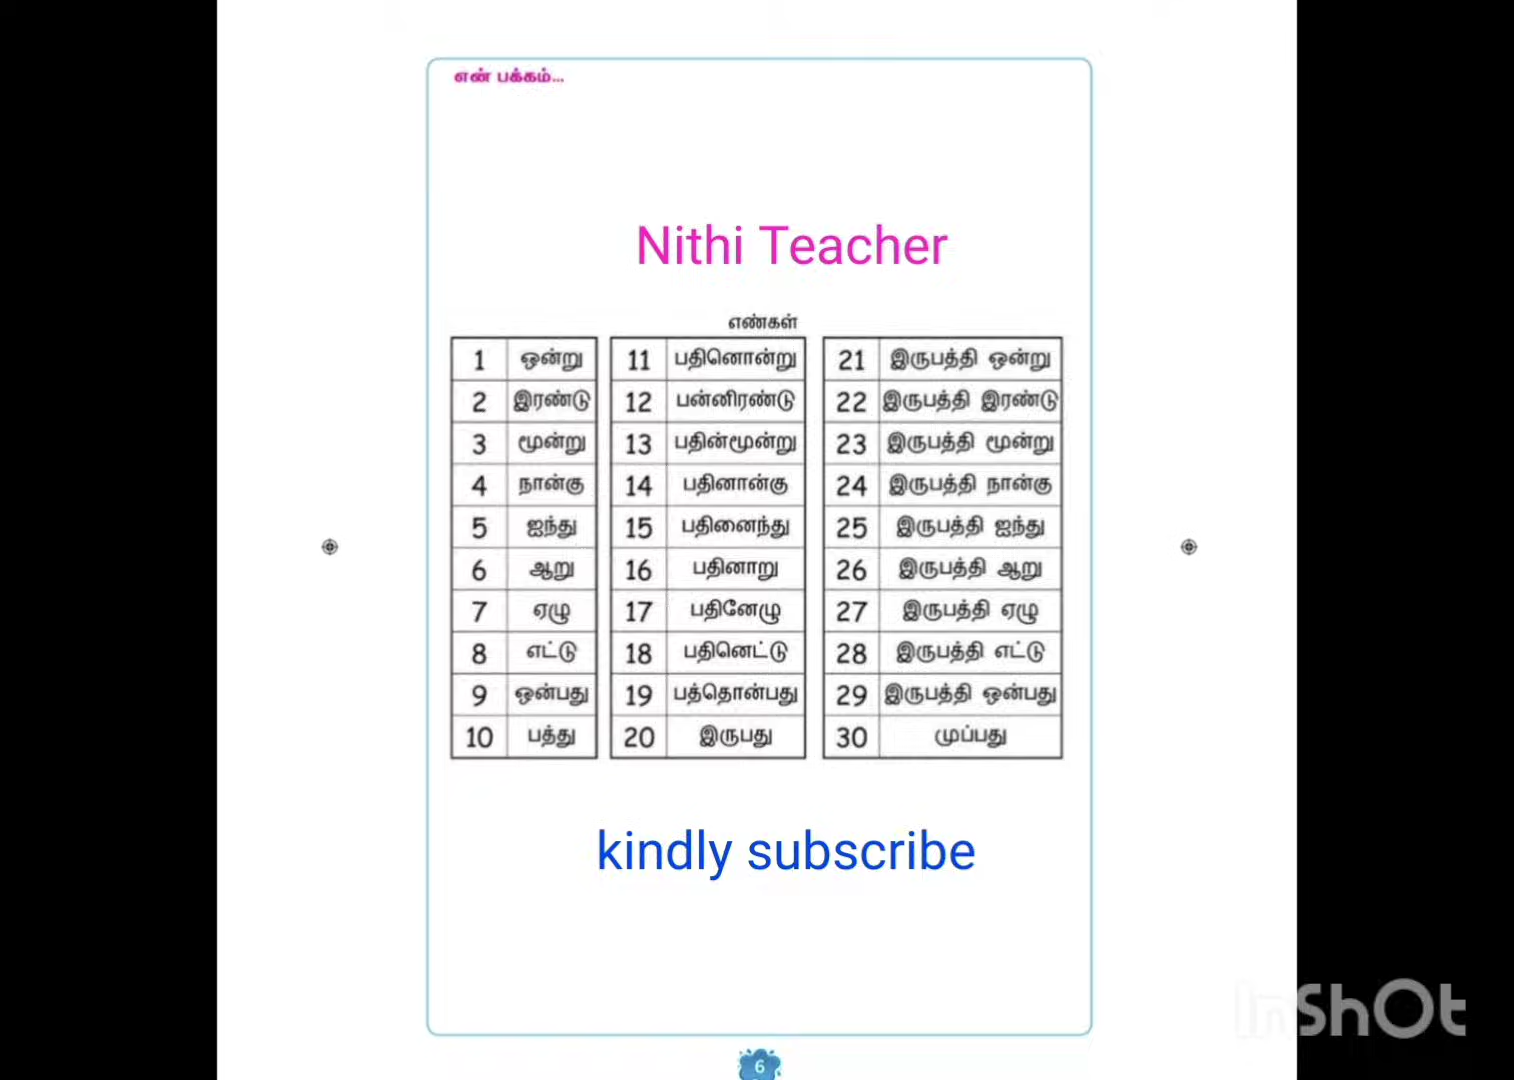 என் பக்கம்...
Nithi Teacher
எண்கள்
1 ஒன்று 11 பதினொன்று 21 இருபத்தி ஒன்று
2 இரண்டு 12 பன்னிரண்டு 22 இருபத்தி இரண்டு
3 மூன்று 13 பதின்மூன்று 23 இருபத்தி மூன்று
4 நான்கு 14 பதினான்கு 24 இருபத்தி நான்கு
5 ஐந்து 15 பதினைந்து 25 இருபத்தி ஐந்து
6 ஆறு 16 பதினாறு 26 இருபத்தி ஆறு
7 ஏழு 17 பதினேழு 27 இருபத்தி ஏழு
8 எட்டு 18 பதினெட்டு 28 இருபத்தி எட்டு
9 ஒன்பது 19 பத்தொன்பது 29 இருபத்தி ஒன்பது
10 பத்து 20 இருபது 30 முப்பது
kindly subscribe
InShOt
6